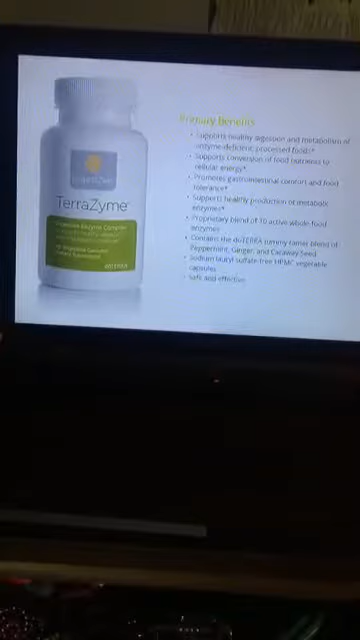 TerraZyme
Primary Benefits
• Supports healthy digestion and metabolism of
enzyme-deficient, processed foods*
• Supports conversion of food nutrients to
cellular energy*
• Promotes gastrointestinal comfort and food
tolerance*
• Supports healthy production of metabolic
enzymes*
• Proprietary blend of 10 active whole-food
enzymes
• Contains the doTERRA tummy tamer blend of
Peppermint, Ginger, and Caraway Seed
• Sodium lauryl sulfate free HPMC vegetable
capsules
• Safe and effective